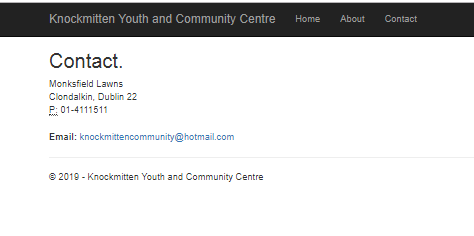 Knockmitten Youth and Community Centre Home About Contact
Contact.
Monksfield Lawns
Clondalkin, Dublin 22
P: 01-4111511
Email: knockmittencommunity@hotmail.com
© 2019 - Knockmitten Youth and Community Centre